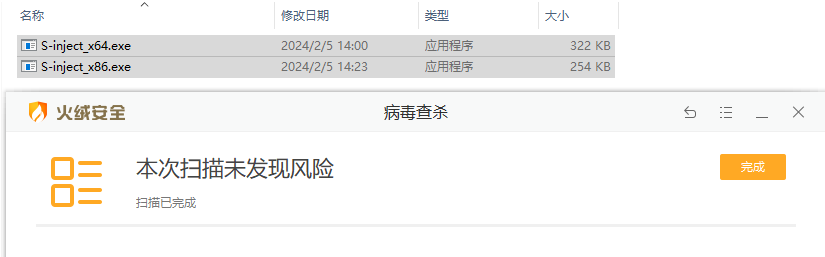 名称 修改日期 类型 大小
S-inject_x64.exe 2024/2/5 14:00 应用程序 322 KB
S-inject_x86.exe 2024/2/5 14:23 应用程序 254 KB
火绒安全 病毒查杀
本次扫描未发现风险 完成
扫描已完成